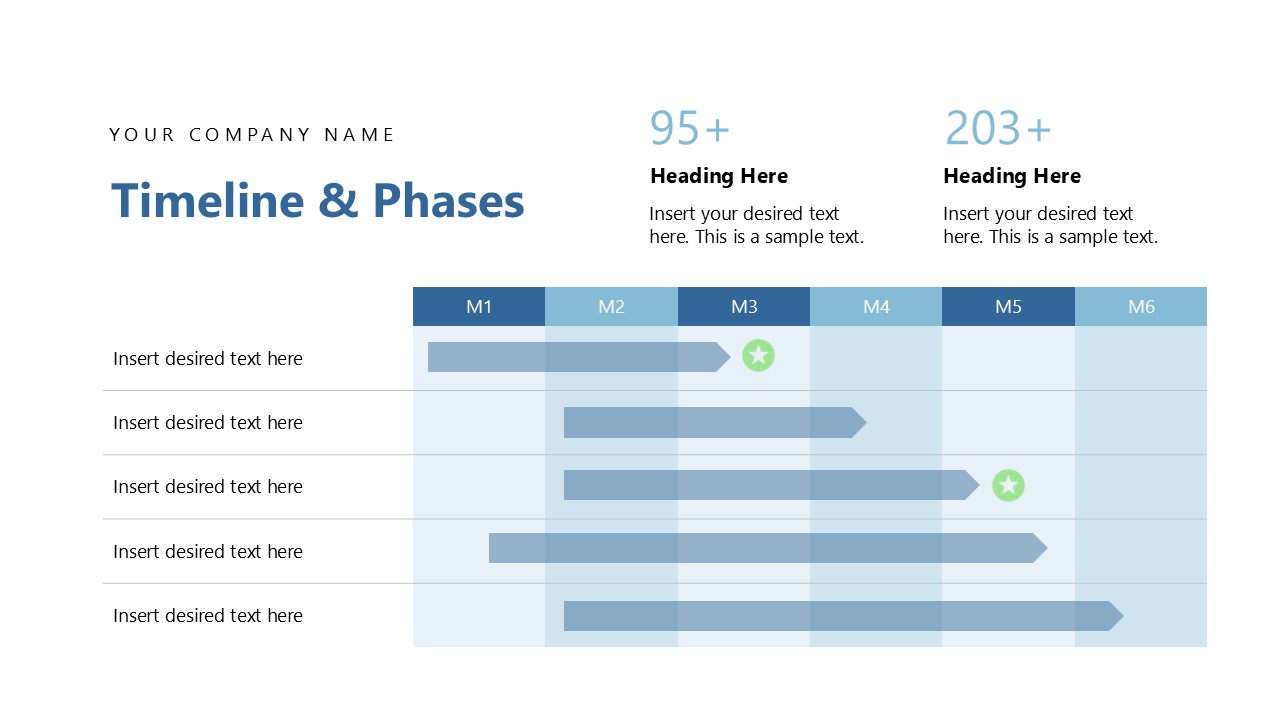 YOUR COMPANY NAME
Timeline & Phases
95+
Heading Here
Insert your desired text
here. This is a sample text.
203+
Heading Here
Insert your desired text
here. This is a sample text.
M1 M2 M3 M4 M5 M6
Insert desired text here
Insert desired text here
Insert desired text here
Insert desired text here
Insert desired text here